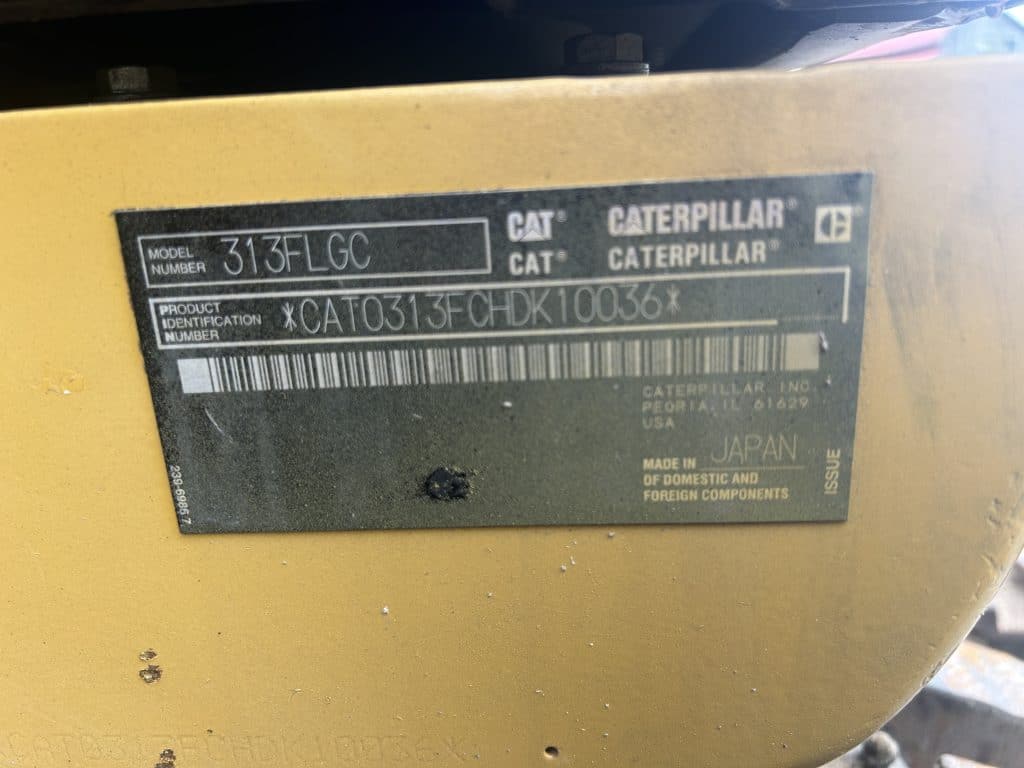 MODEL
NUMBER 313FLGC
CAT® CATERPILLAR®
CAT® CATERPILLAR®
PRODUCT
IDENTIFICATION
NUMBER *CAT0313FCHDK10036*
CATERPILLAR INC.
PEORIA, IL 61629
USA
MADE IN JAPAN
OF DOMESTIC AND
FOREIGN COMPONENTS
ISSUE
239-6985 7
*CAT0313FCHDK10036*